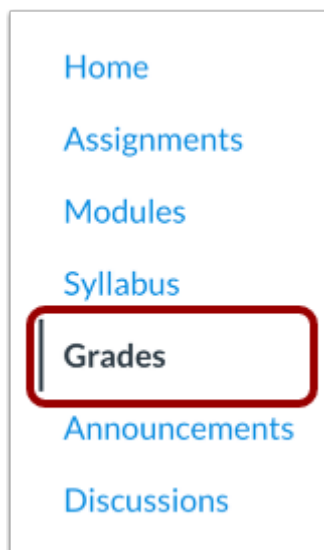 Home
Assignments
Modules
Syllabus
Grades
Announcements
Discussions